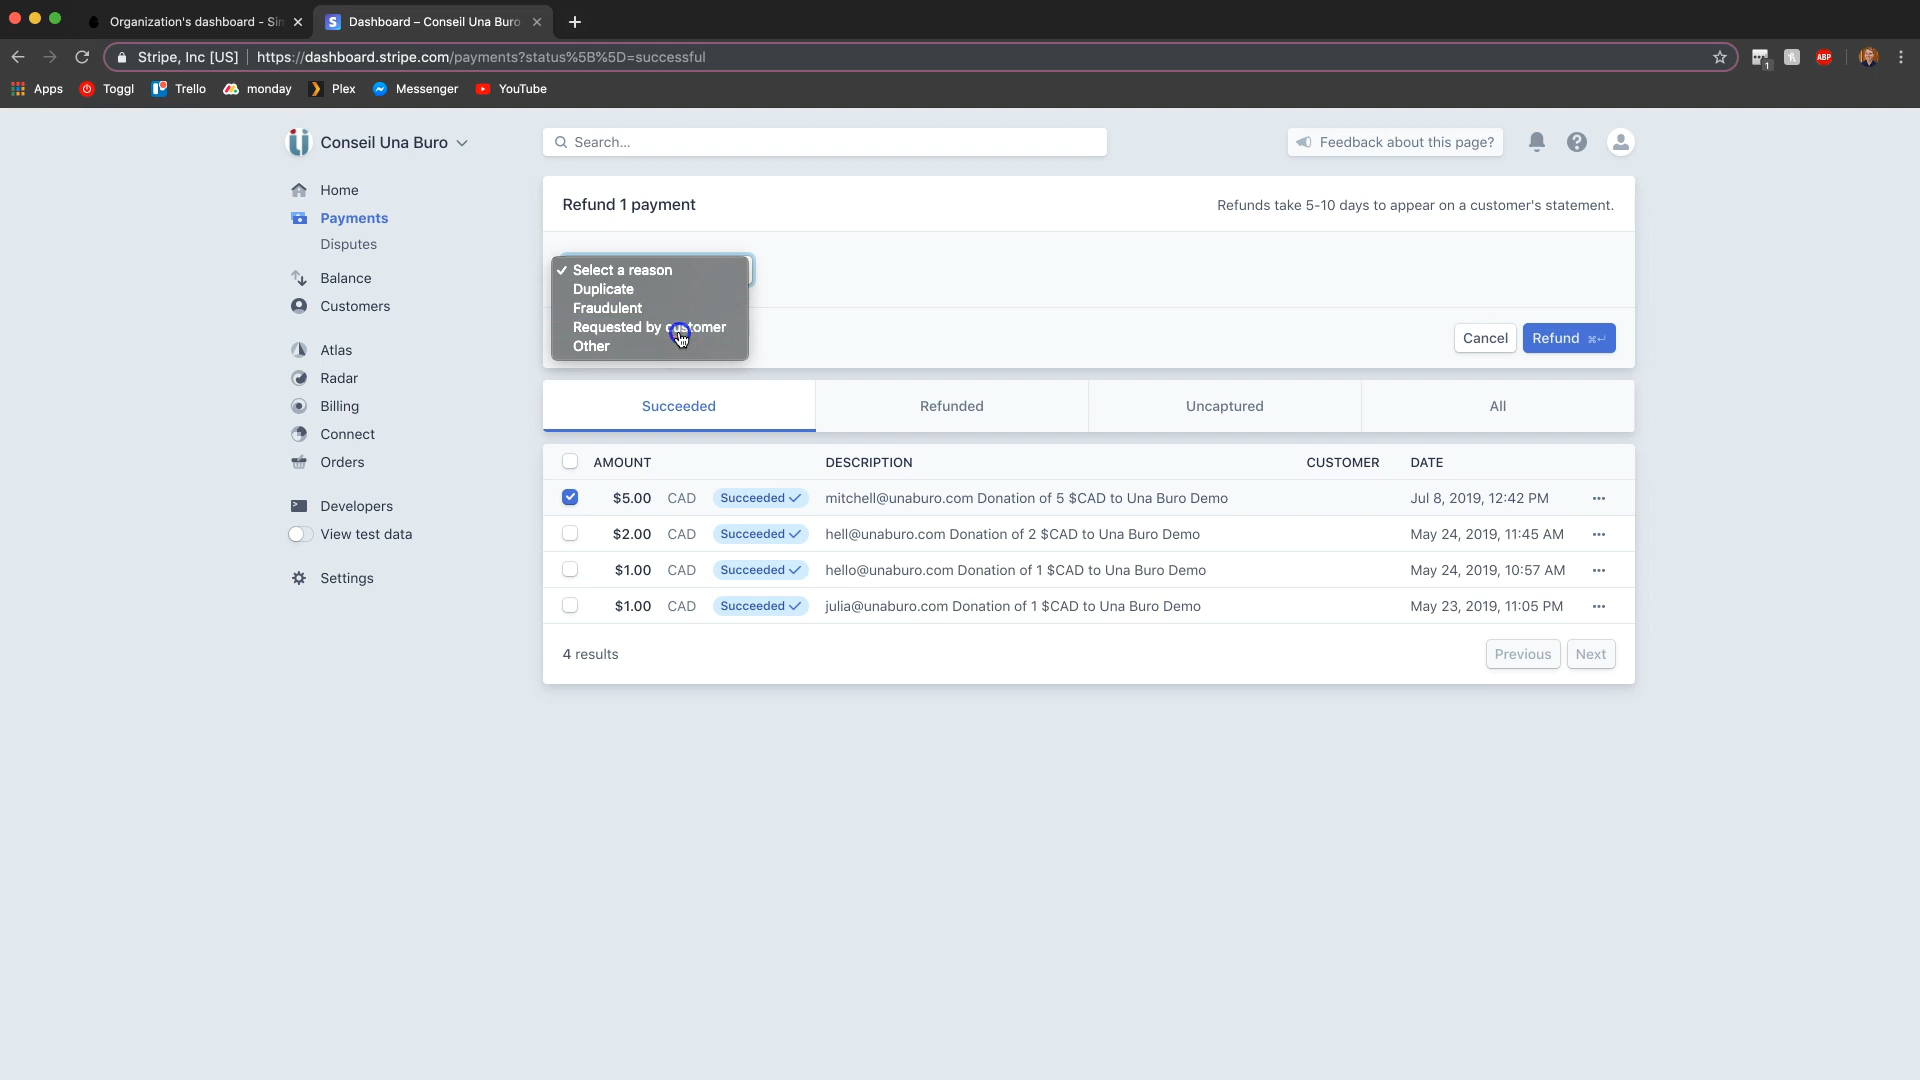 Organization's dashboard - Sir
Dashboard – Conseil Una Buro
Stripe, Inc [US] https://dashboard.stripe.com/payments?status%5B%5D=successful
1
ABP
Apps Toggl Trello monday Plex Messenger YouTube
Conseil Una Buro
Search...
Feedback about this page?
Home
Payments
Disputes
Balance
Customers
Atlas
Radar
Billing
Connect
Orders
Developers
View test data
Settings
Refund 1 payment
Refunds take 5-10 days to appear on a customer's statement.
Select a reason
Duplicate
Fraudulent
Requested by customer
Other
Cancel
Refund ⌘↵
Succeeded Refunded Uncaptured All
AMOUNT DESCRIPTION CUSTOMER DATE
$5.00 CAD Succeeded mitchell@unaburo.com Donation of 5 $CAD to Una Buro Demo Jul 8, 2019, 12:42 PM
$2.00 CAD Succeeded hell@unaburo.com Donation of 2 $CAD to Una Buro Demo May 24, 2019, 11:45 AM
$1.00 CAD Succeeded hello@unaburo.com Donation of 1 $CAD to Una Buro Demo May 24, 2019, 10:57 AM
$1.00 CAD Succeeded julia@unaburo.com Donation of 1 $CAD to Una Buro Demo May 23, 2019, 11:05 PM
4 results
Previous Next